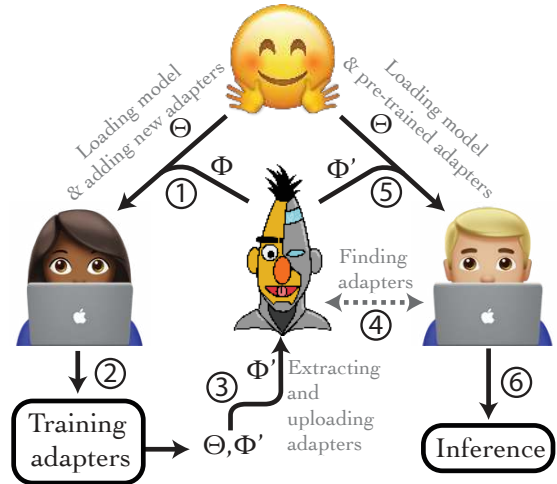 Loading model
& adding new adapters
Θ
Φ
①
Loading model
& pre-trained adapters
Θ
Φ'
⑤
Finding
adapters
④
②
③
Φ'
Extracting
and
uploading
adapters
⑥
Training
adapters
Θ,Φ'
Inference